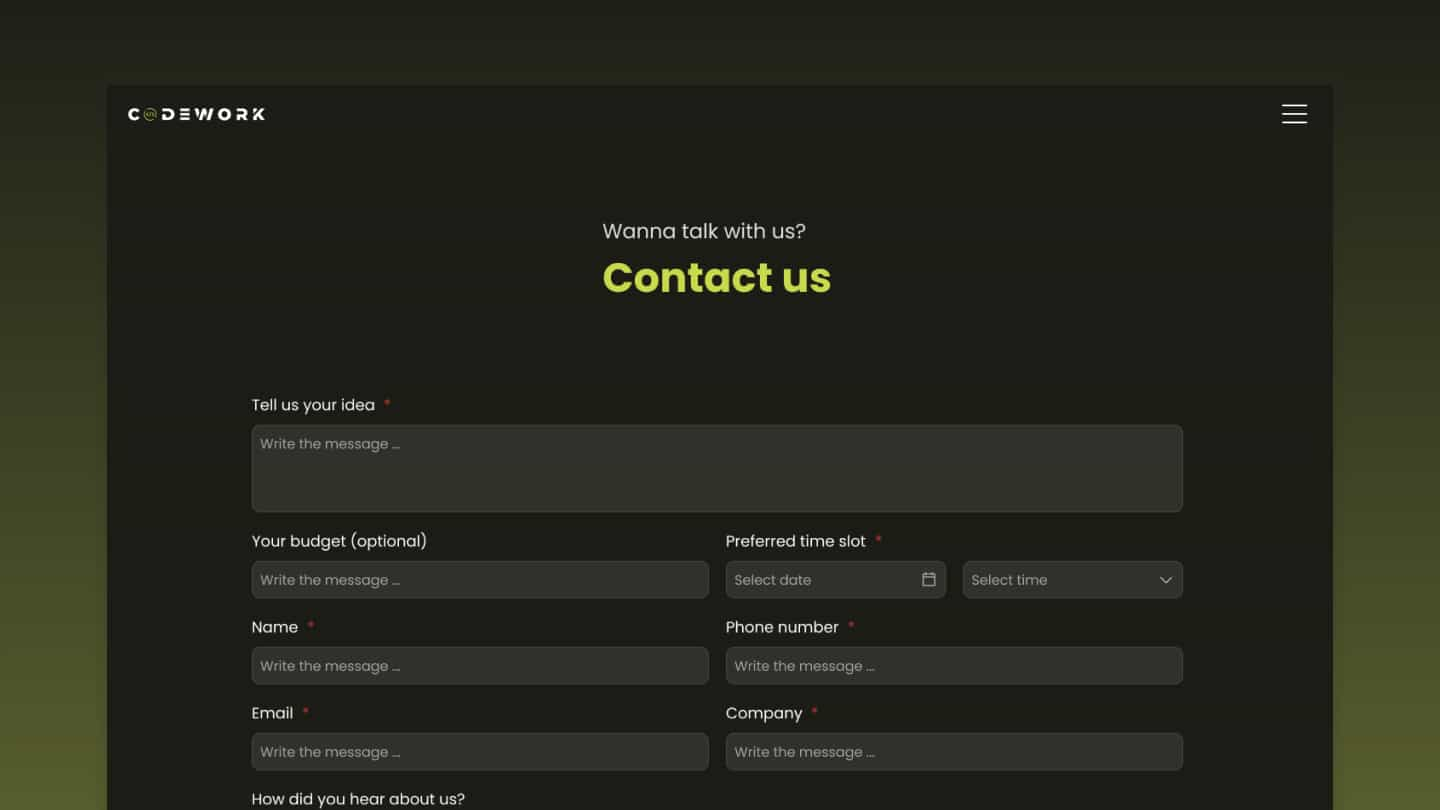 CODEWORK
Wanna talk with us?
Contact us
Tell us your idea *
Write the message ...
Your budget (optional)
Preferred time slot *
Write the message ...
Select date
Select time
Name *
Phone number *
Write the message ...
Write the message ...
Email *
Company *
Write the message ...
Write the message ...
How did you hear about us?